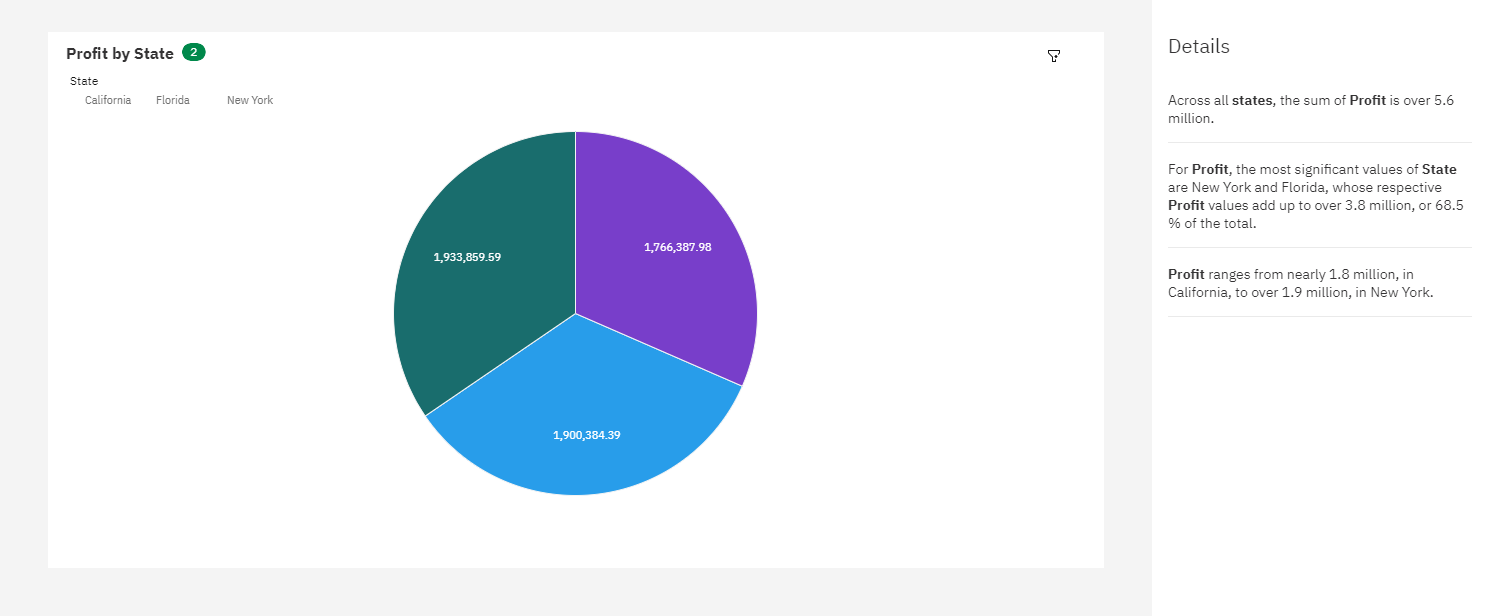 Profit by State 2
State
California Florida New York
1,766,387.98
1,933,859.59
1,900,384.39
Details
Across all states, the sum of Profit is over 5.6
million.
For Profit, the most significant values of State
are New York and Florida, whose respective
Profit values add up to over 3.8 million, or 68.5
% of the total.
Profit ranges from nearly 1.8 million, in
California, to over 1.9 million, in New York.